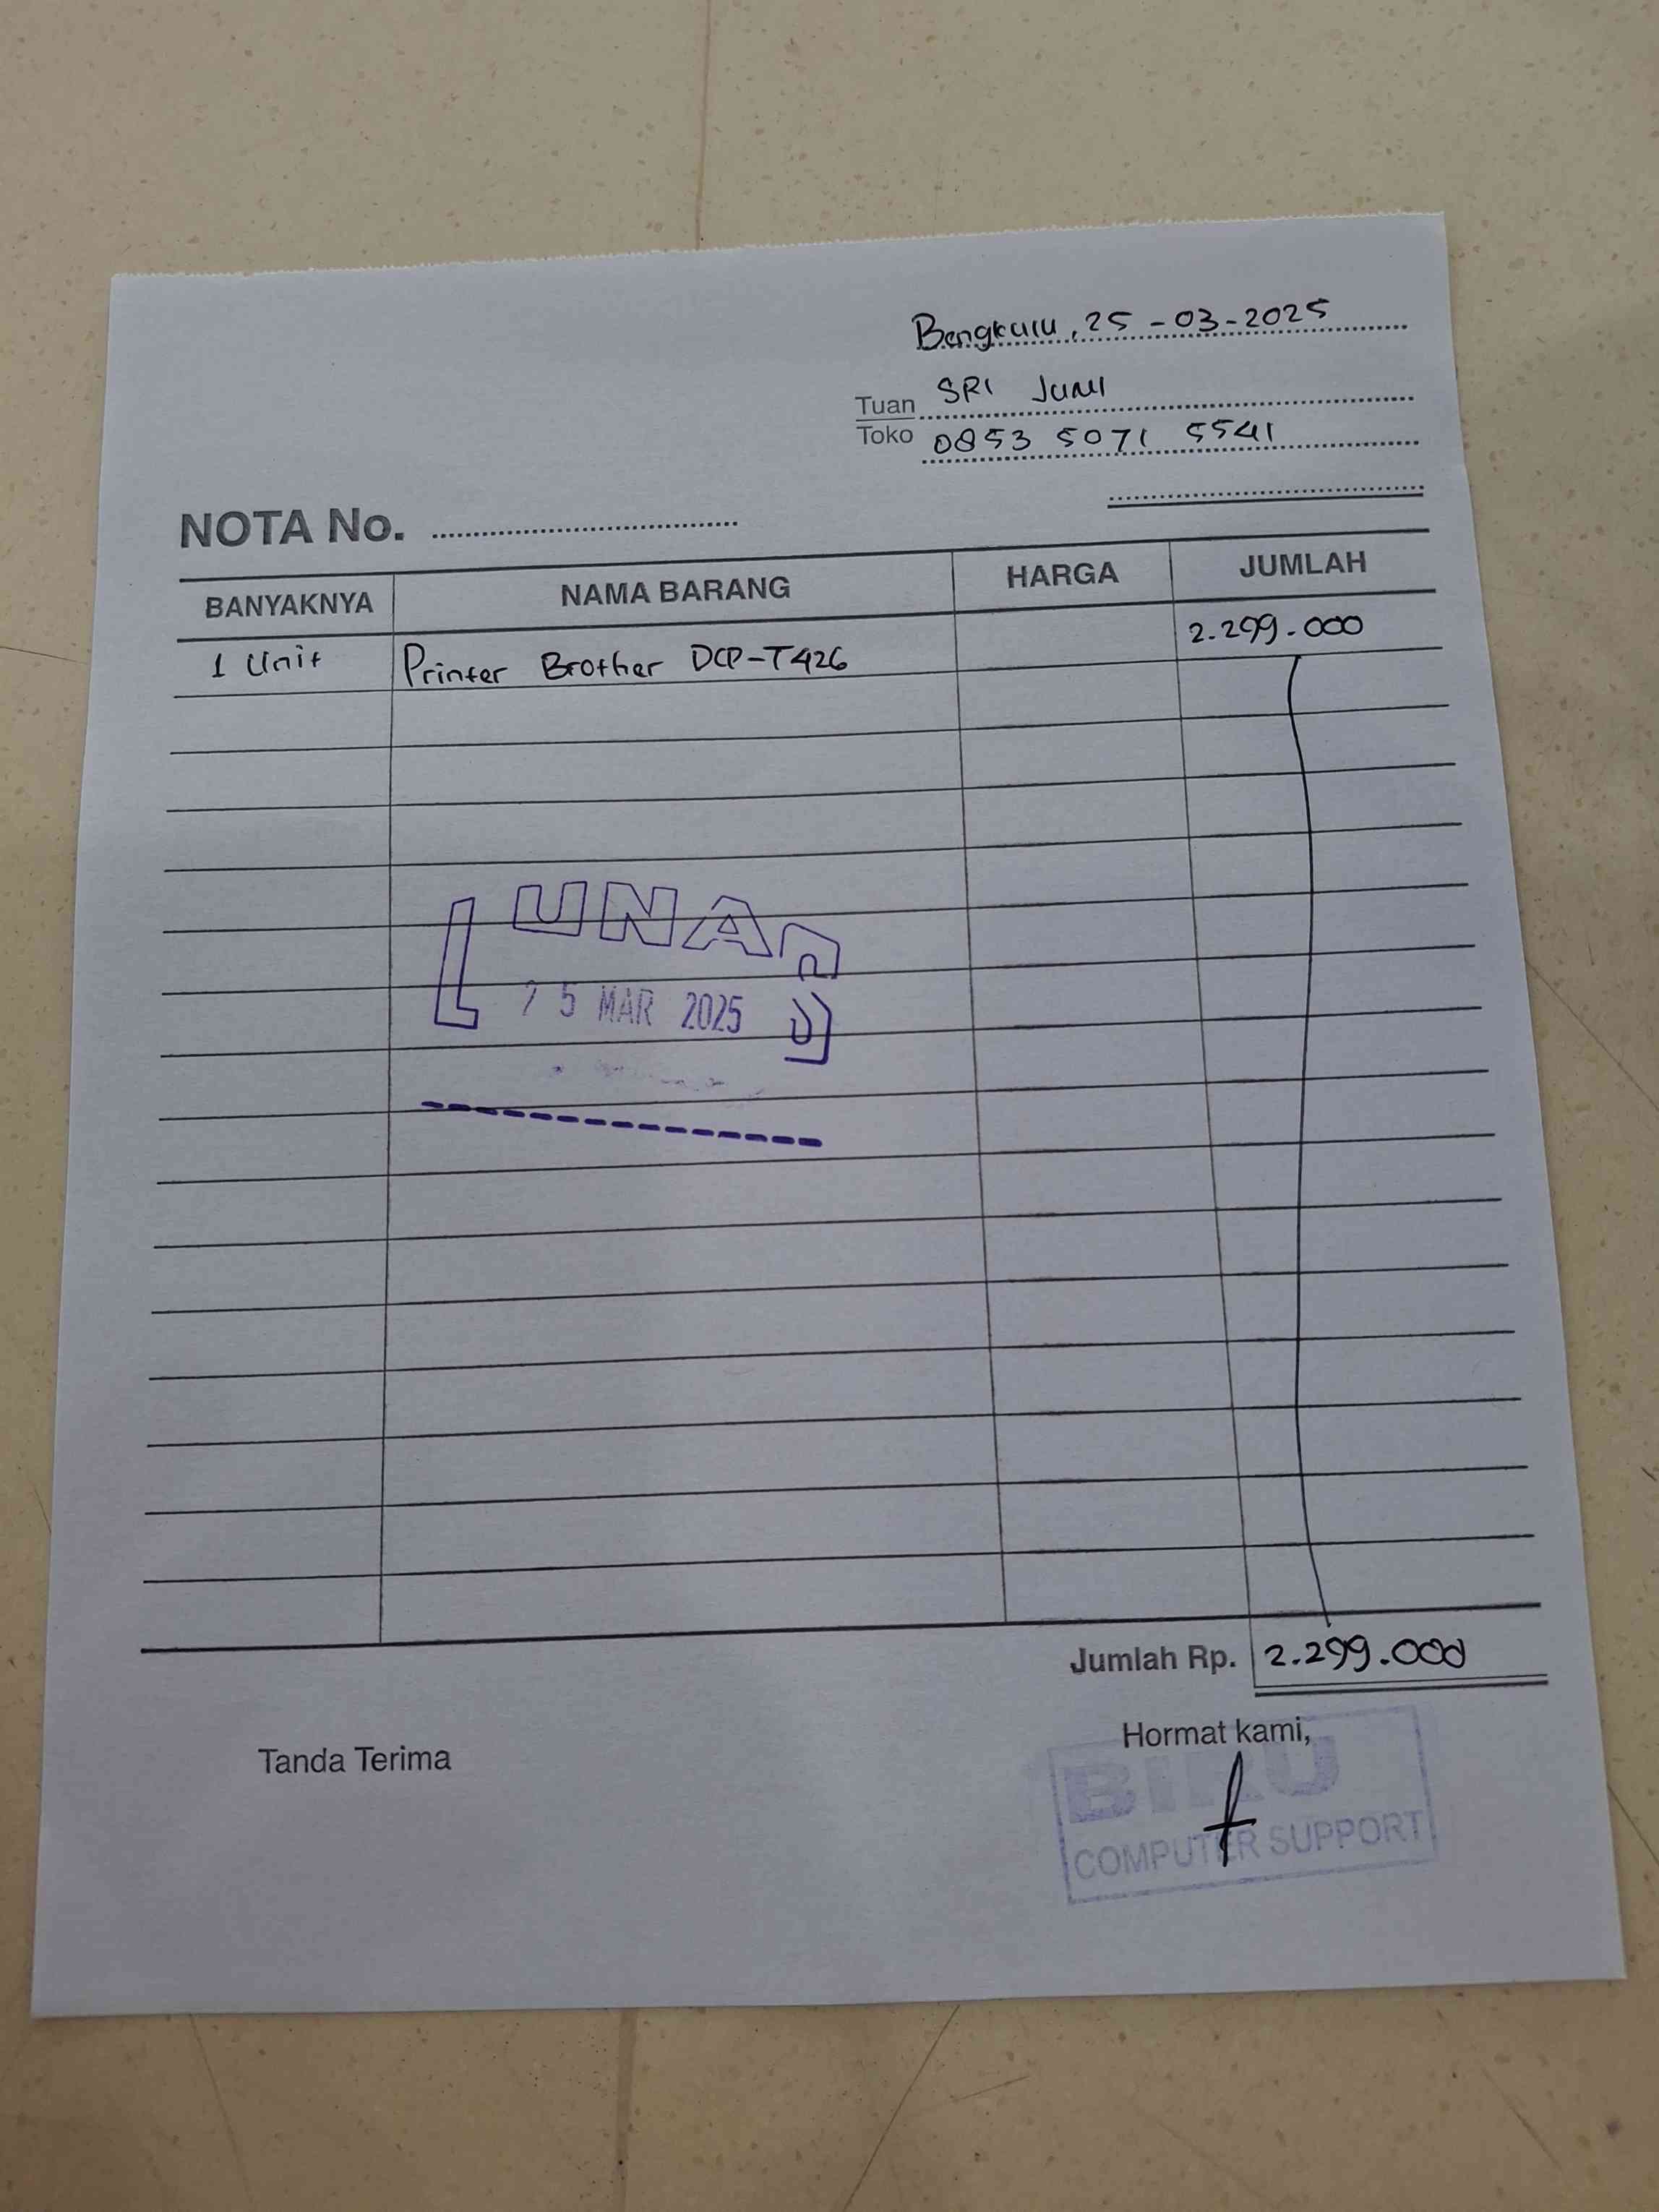 Bengkulu, 25-03-2025
Tuan SRI Juni
Toko 0853 5071 5541
NOTA No.
BANYAKNYA NAMA BARANG HARGA JUMLAH
1 Unit Printer Brother DCP-T426 2.299.000
LUNAS
25 MAR 2025
Jumlah Rp. 2.299.000
Tanda Terima
Hormat kami,
BIRU
COMPUTER SUPPORT